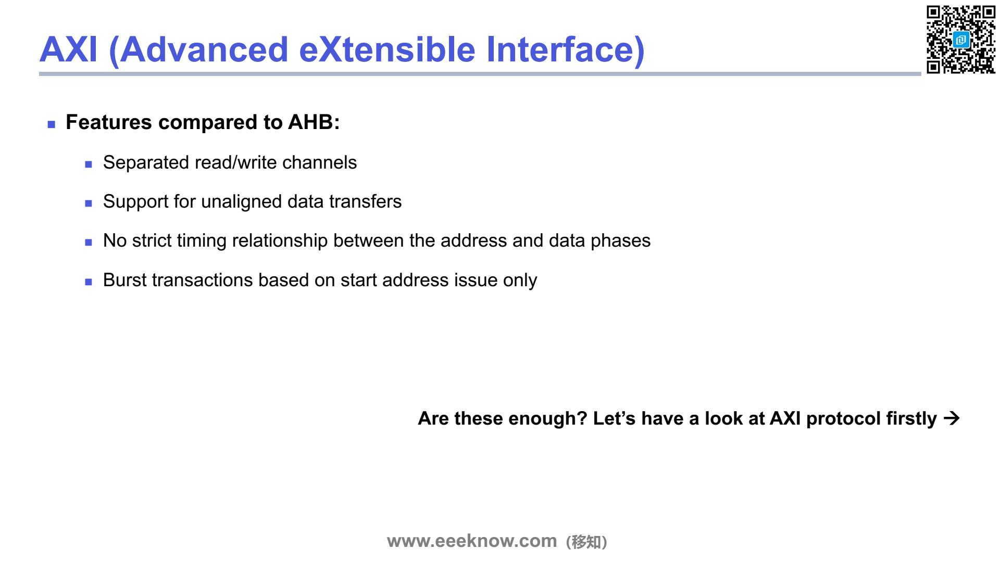 AXI (Advanced eXtensible Interface)
Features compared to AHB:
Separated read/write channels
Support for unaligned data transfers
No strict timing relationship between the address and data phases
Burst transactions based on start address issue only
Are these enough? Let’s have a look at AXI protocol firstly →
www.eeeknow.com (移知)